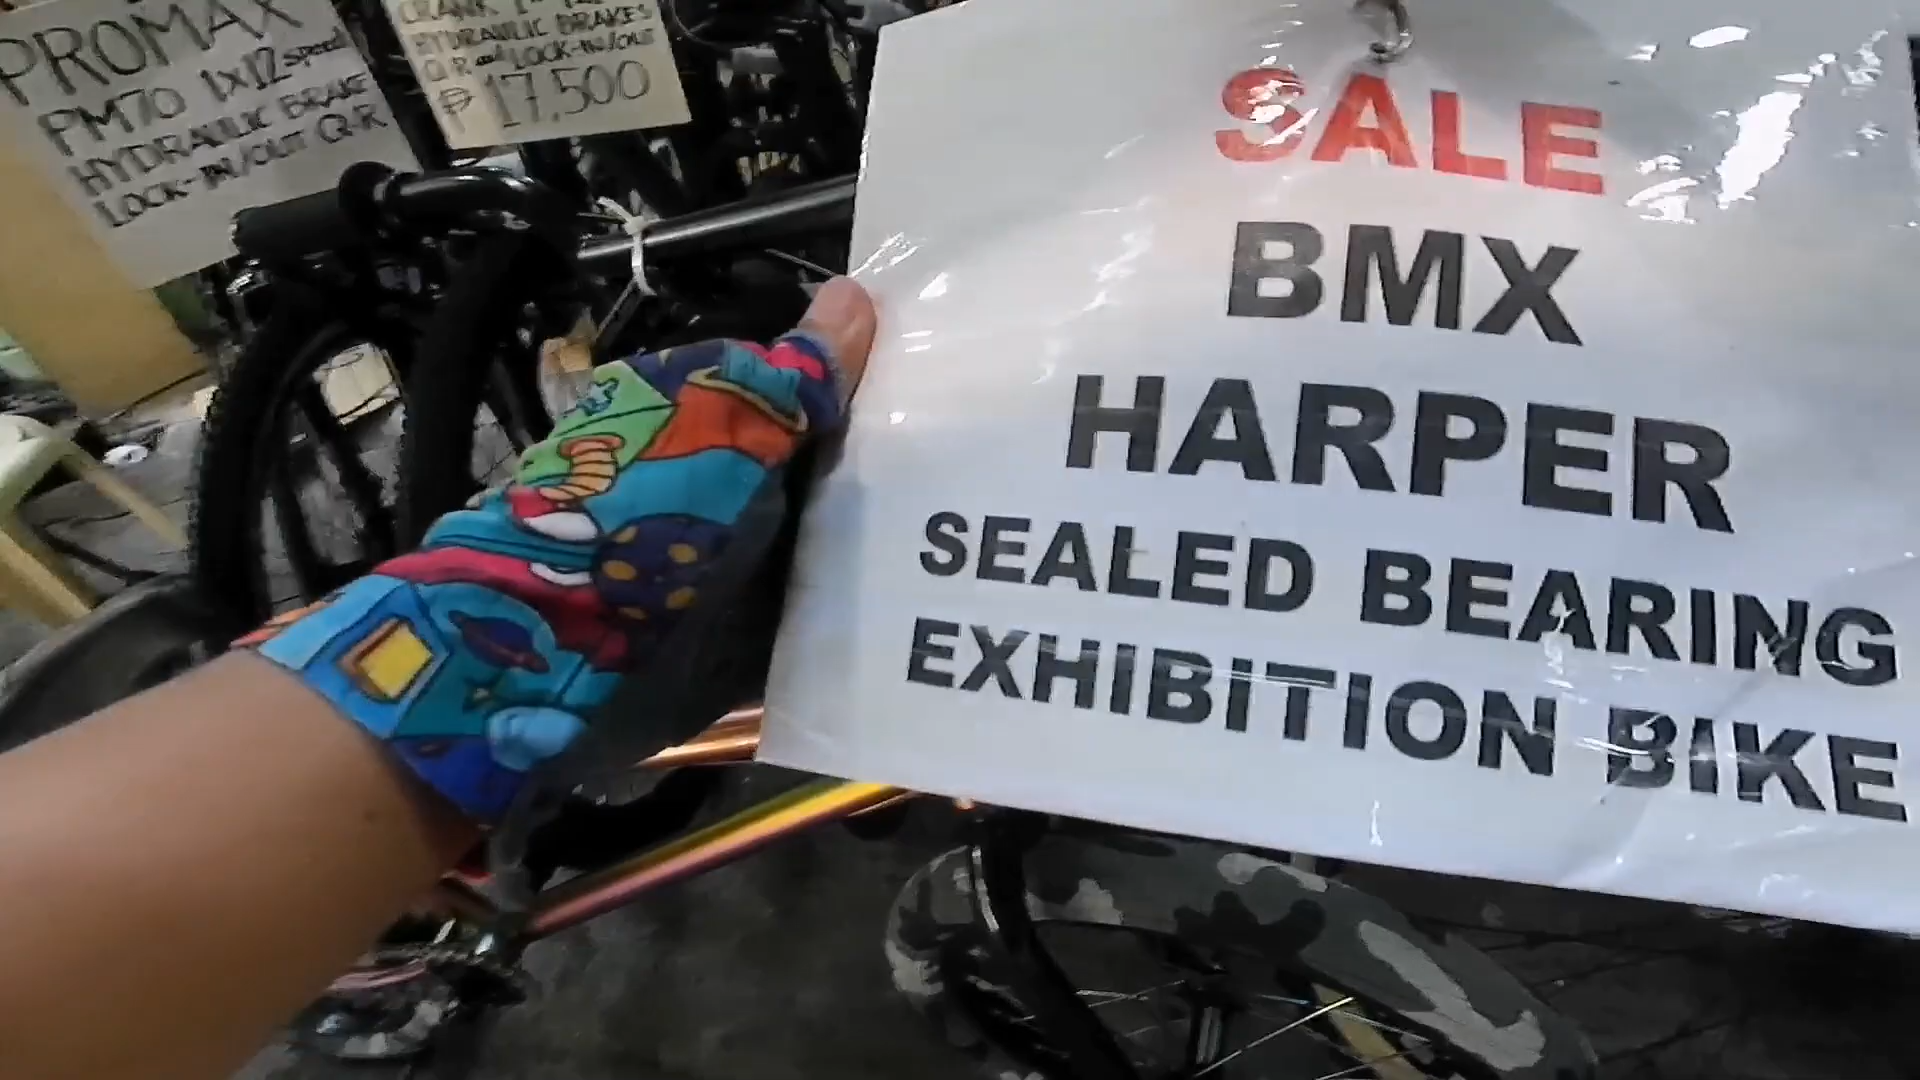 PROMAX
PM70 1x12 speed
HYDRAULIC BRAKE
LOCK-IN/OUT Q-R
CRANK
HYDRAULIC BRAKES
Q-R and LOCK-IN/OUT
₱ 17,500
SALE
BMX
HARPER
SEALED BEARING
EXHIBITION BIKE